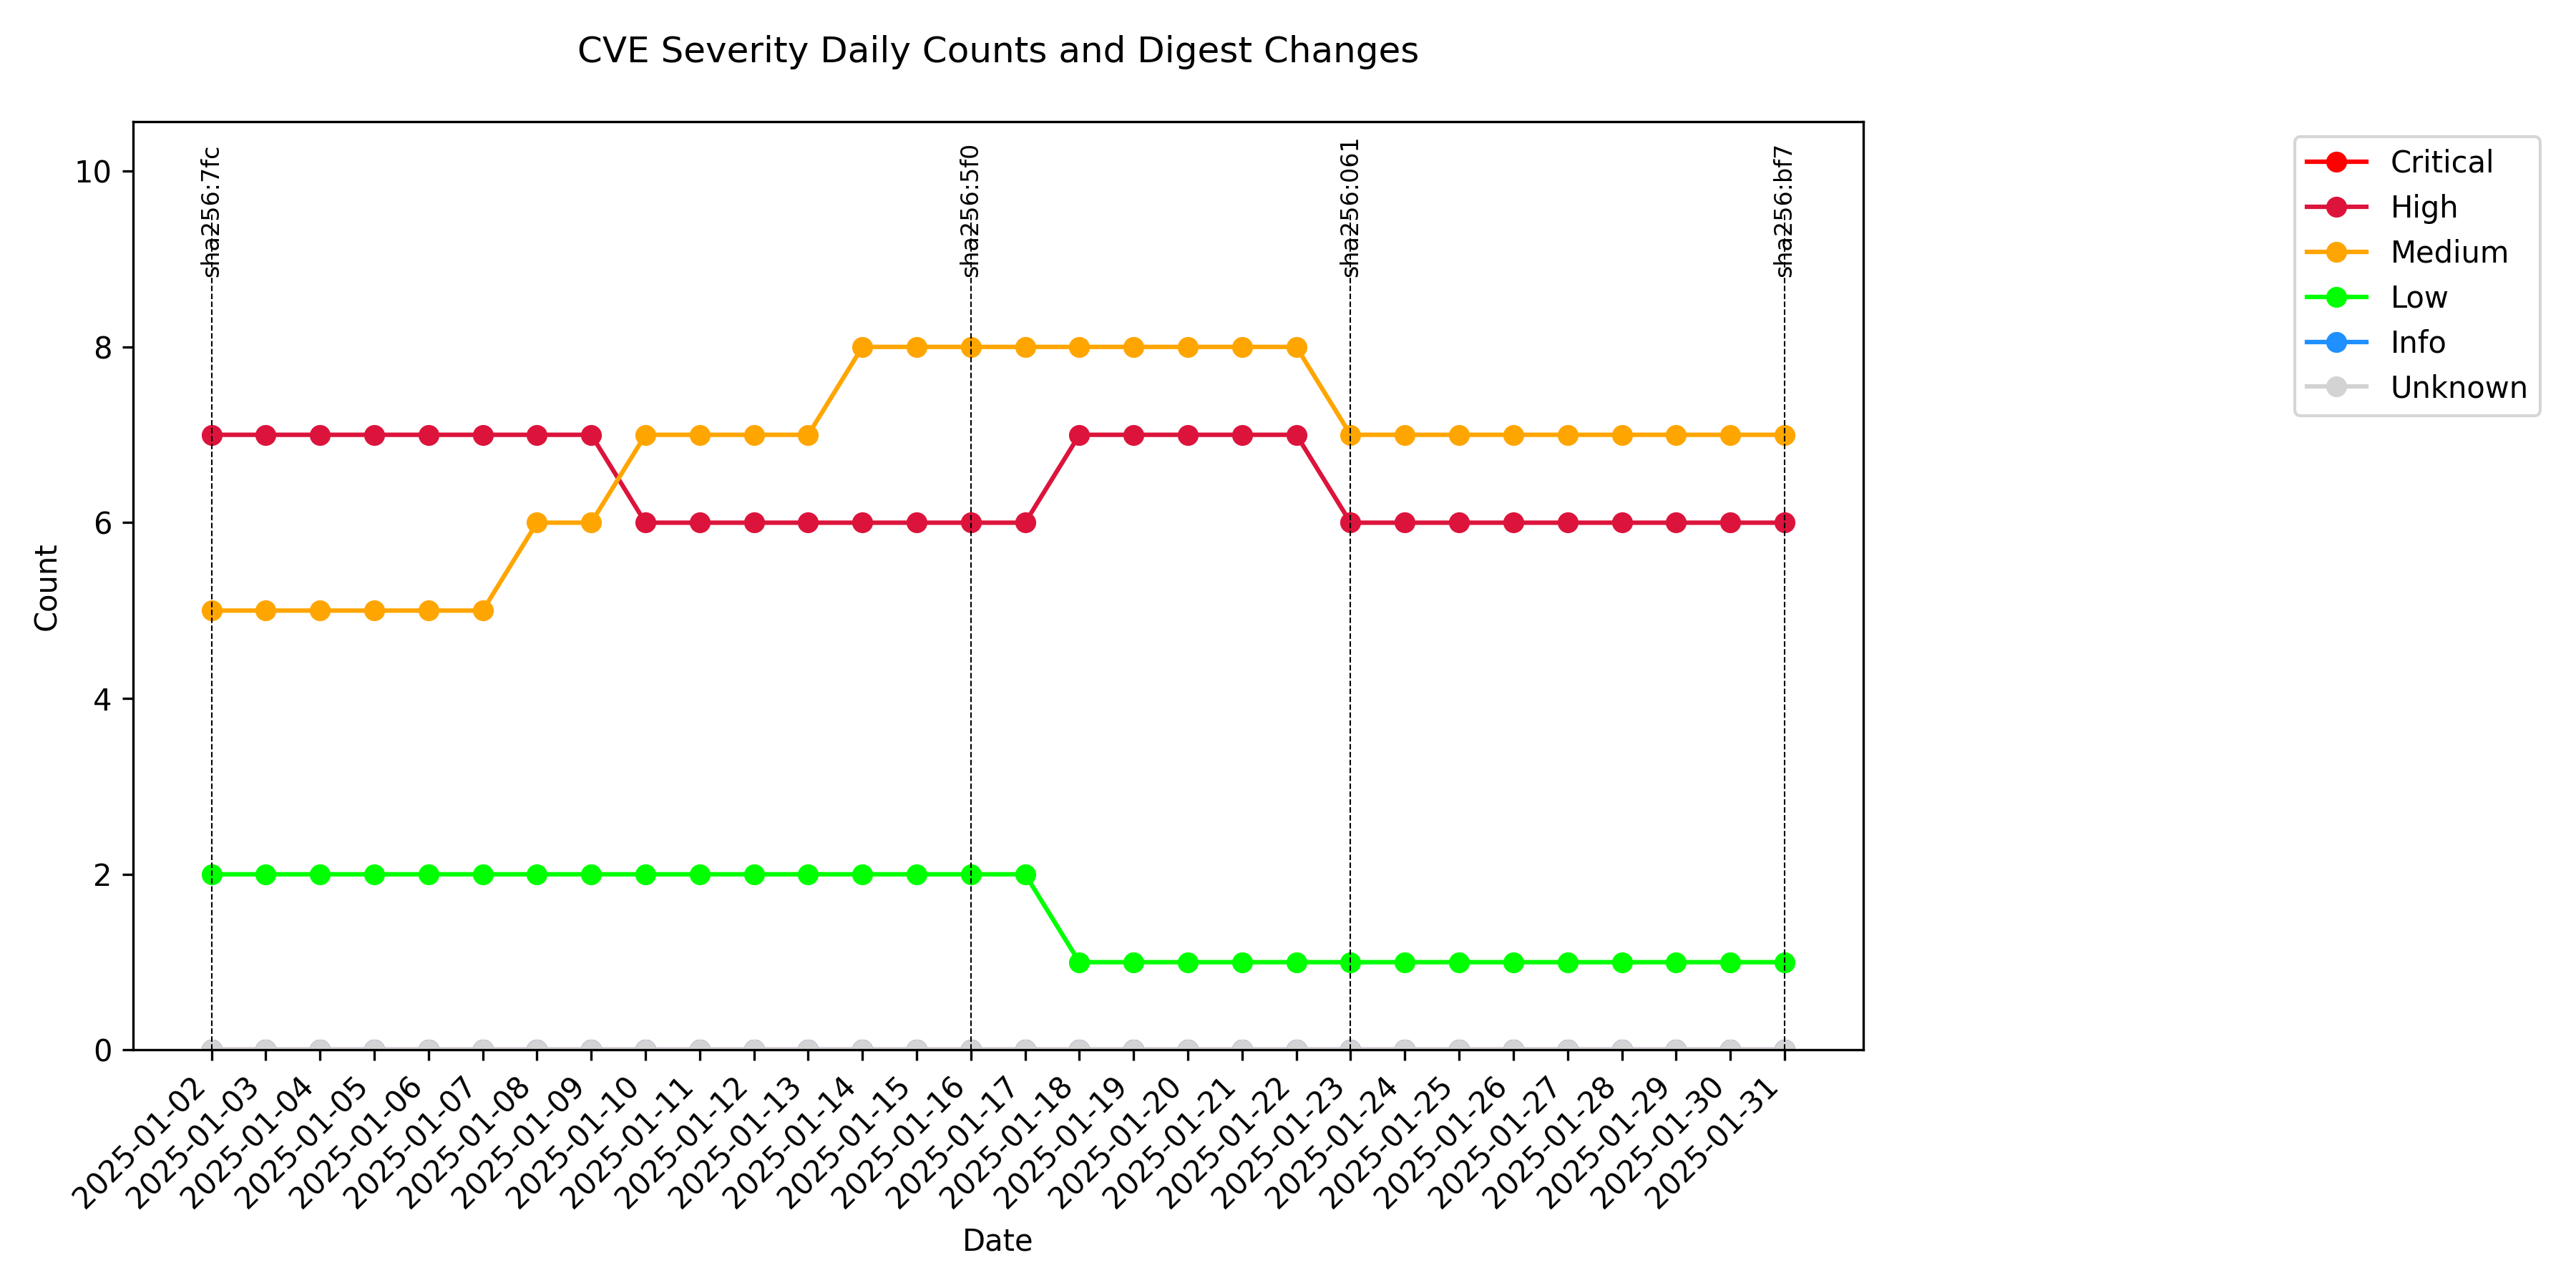 CVE Severity Daily Counts and Digest Changes
10
8
6
4
2
0
Count
sha256:7fc
sha256:5f0
sha256:061
sha256:bf7
Critical
High
Medium
Low
Info
Unknown
2025-01-02
2025-01-03
2025-01-04
2025-01-05
2025-01-06
2025-01-07
2025-01-08
2025-01-09
2025-01-10
2025-01-11
2025-01-12
2025-01-13
2025-01-14
2025-01-15
2025-01-16
2025-01-17
2025-01-18
2025-01-19
2025-01-20
2025-01-21
2025-01-22
2025-01-23
2025-01-24
2025-01-25
2025-01-26
2025-01-27
2025-01-28
2025-01-29
2025-01-30
2025-01-31
Date